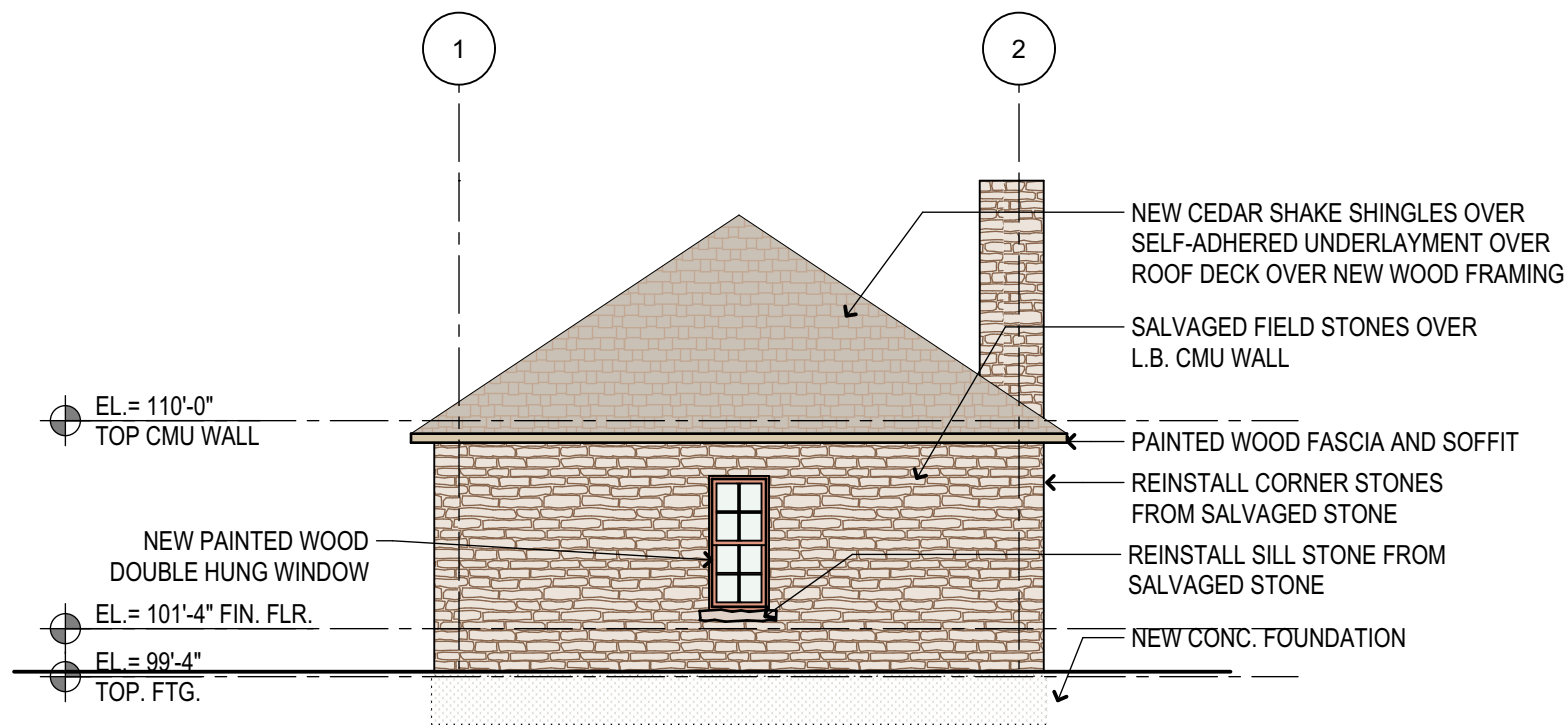 1
2
NEW CEDAR SHAKE SHINGLES OVER
SELF-ADHERED UNDERLAYMENT OVER
ROOF DECK OVER NEW WOOD FRAMING
SALVAGED FIELD STONES OVER
L.B. CMU WALL
EL.= 110'-0"
TOP CMU WALL
PAINTED WOOD FASCIA AND SOFFIT
REINSTALL CORNER STONES
FROM SALVAGED STONE
NEW PAINTED WOOD
DOUBLE HUNG WINDOW
REINSTALL SILL STONE FROM
SALVAGED STONE
EL.= 101'-4" FIN. FLR.
NEW CONC. FOUNDATION
EL.= 99'-4"
TOP. FTG.